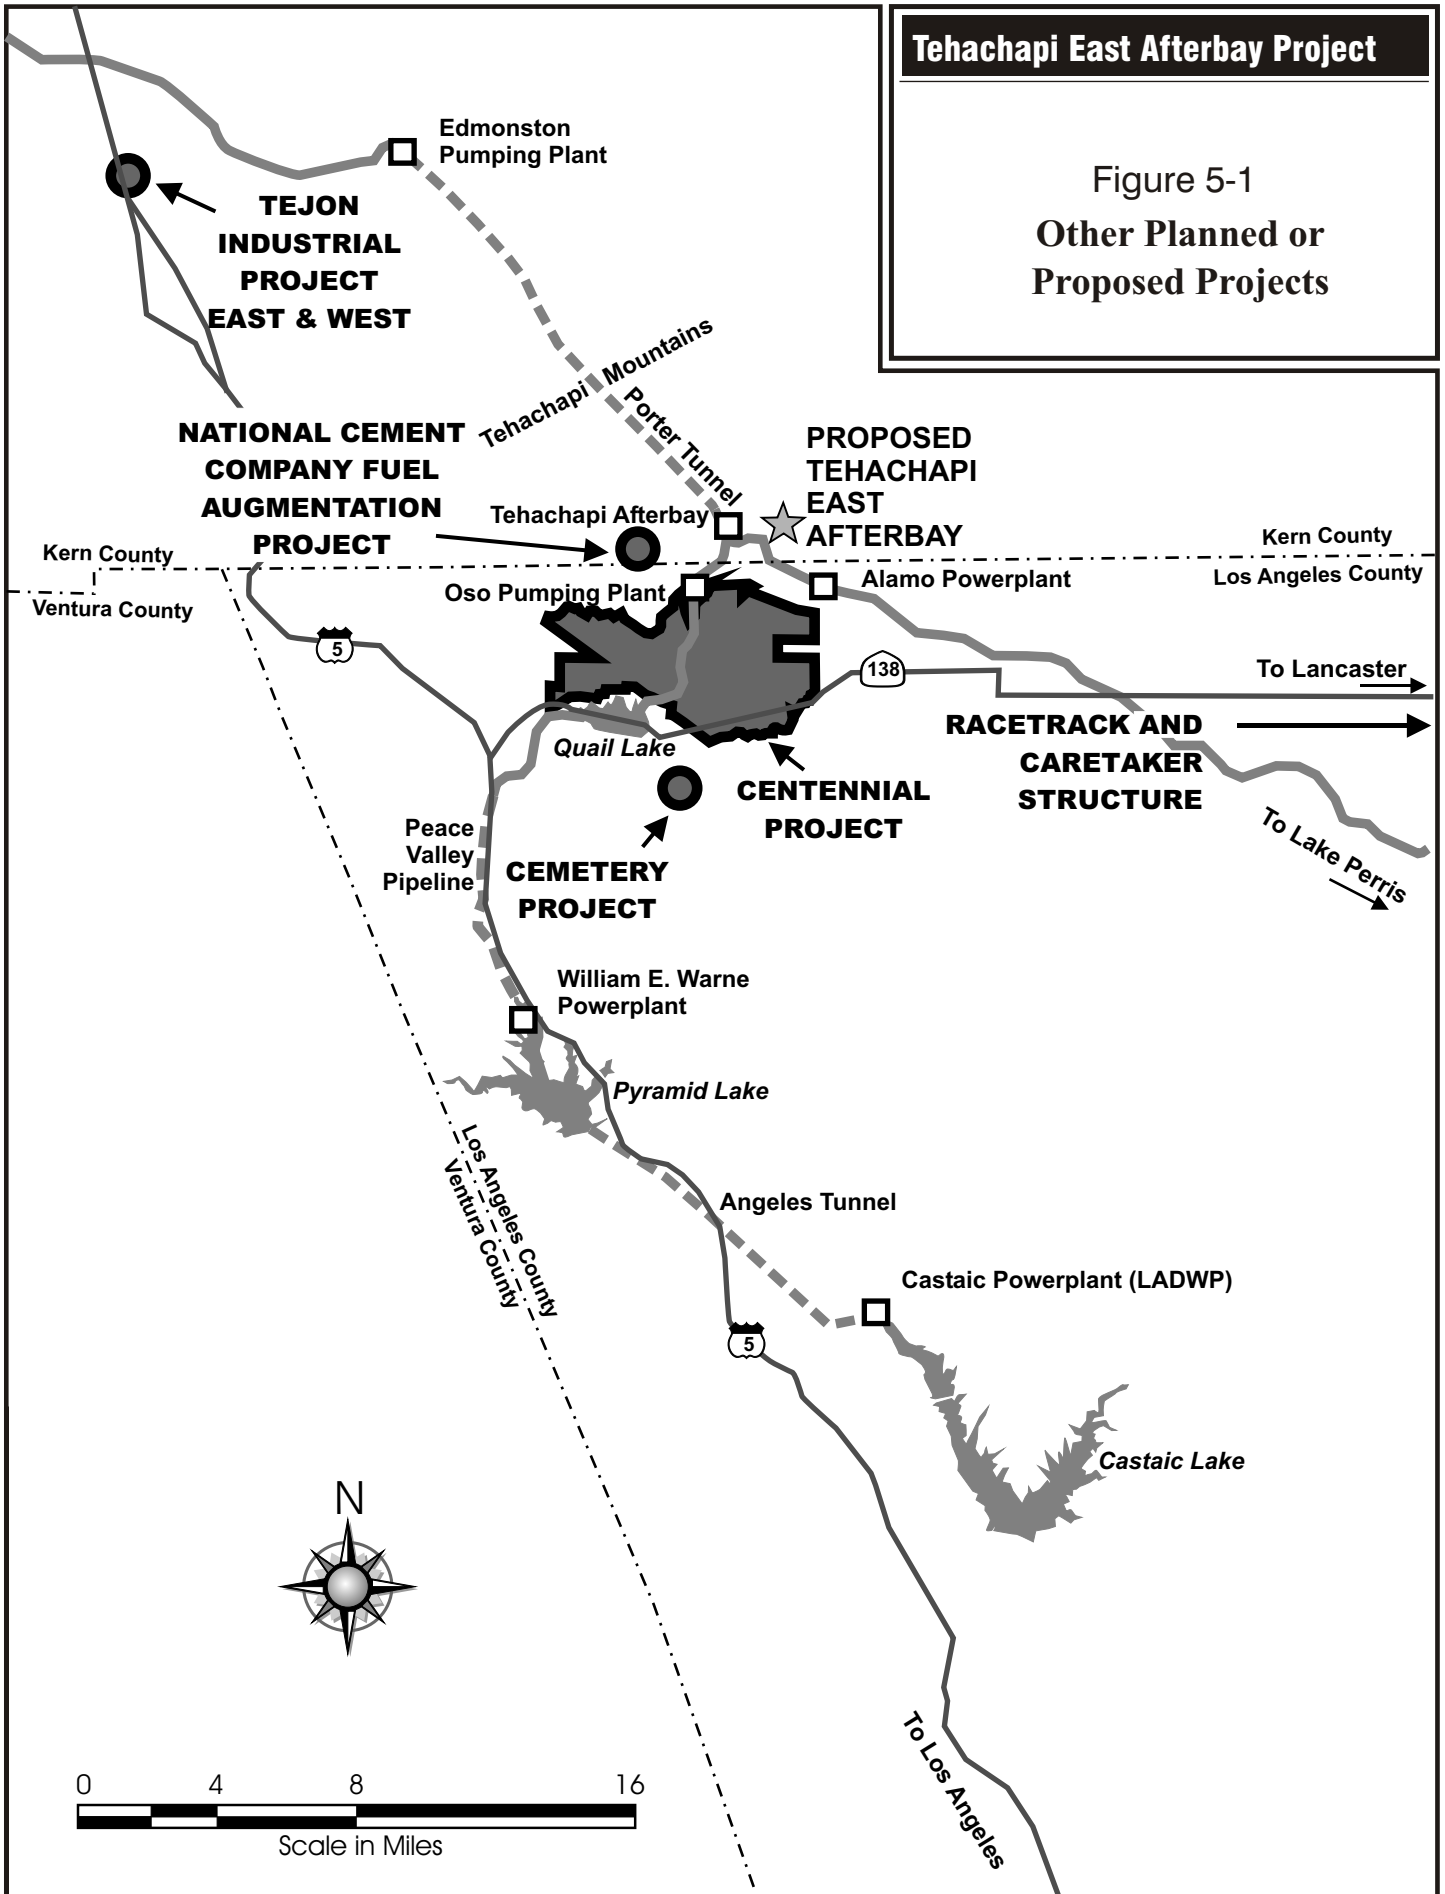 Tehachapi East Afterbay Project
Figure 5-1
Other Planned or
Proposed Projects
Edmonston
Pumping Plant
TEJON
INDUSTRIAL
PROJECT
EAST & WEST
Tehachapi Mountains
Porter Tunnel
NATIONAL CEMENT
COMPANY FUEL
AUGMENTATION
PROJECT
PROPOSED
TEHACHAPI
EAST
AFTERBAY
Tehachapi Afterbay
Kern County
Ventura County
Kern County
Los Angeles County
Oso Pumping Plant
Alamo Powerplant
5
138
To Lancaster
RACETRACK AND
CARETAKER
STRUCTURE
Quail Lake
CENTENNIAL
PROJECT
To Lake Perris
Peace
Valley
Pipeline
CEMETERY
PROJECT
William E. Warne
Powerplant
Pyramid Lake
Los Angeles County
Ventura County
Angeles Tunnel
Castaic Powerplant (LADWP)
5
Castaic Lake
N
To Los Angeles
0 4 8 16
Scale in Miles